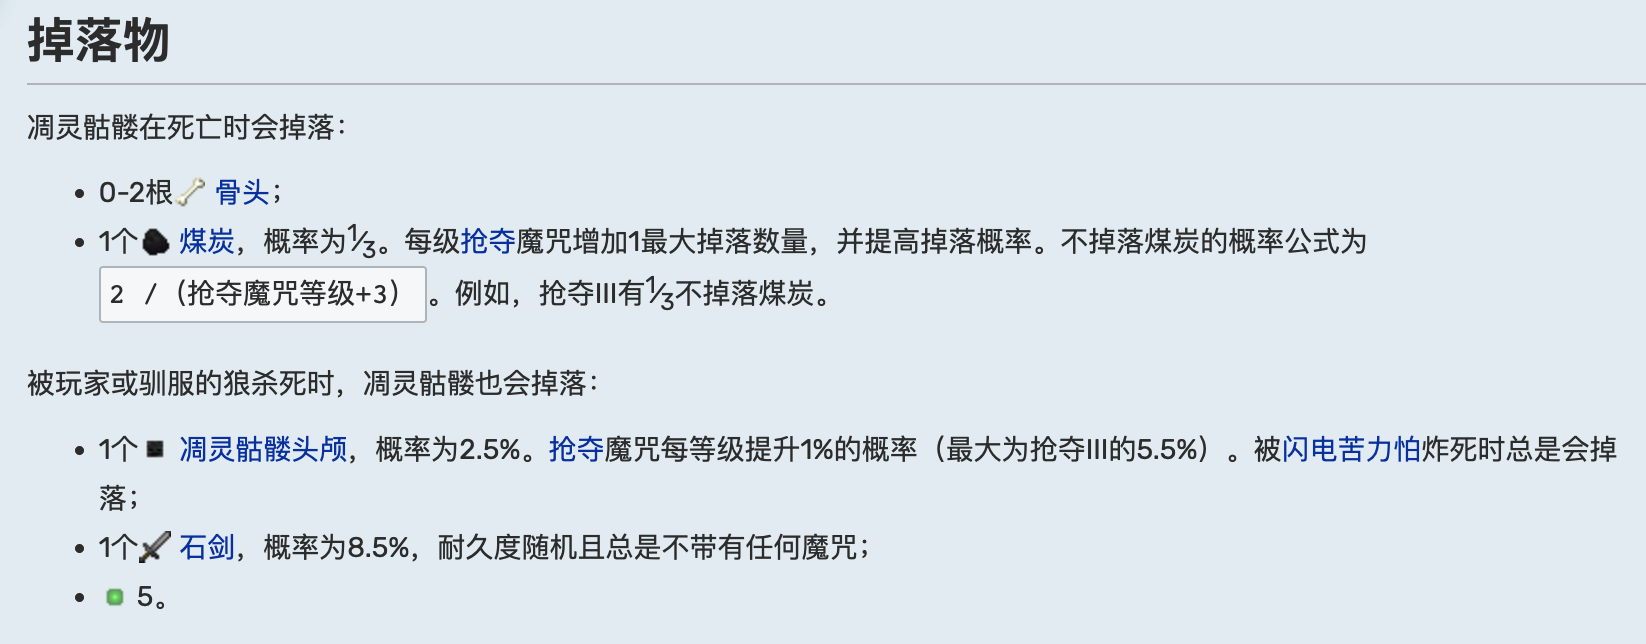 掉落物
凋灵骷髅在死亡时会掉落：
0-2根 骨头；
1个 煤炭，概率为1⁄3。每级抢夺魔咒增加1最大掉落数量，并提高掉落概率。不掉落煤炭的概率公式为
2 / （抢夺魔咒等级+3） 。例如，抢夺III有1⁄3不掉落煤炭。
被玩家或驯服的狼杀死时，凋灵骷髅也会掉落：
1个 凋灵骷髅头颅，概率为2.5%。抢夺魔咒每等级提升1%的概率（最大为抢夺III的5.5%）。被闪电苦力怕炸死时总是会掉
落；
1个 石剑，概率为8.5%，耐久度随机且总是不带有任何魔咒；
5。